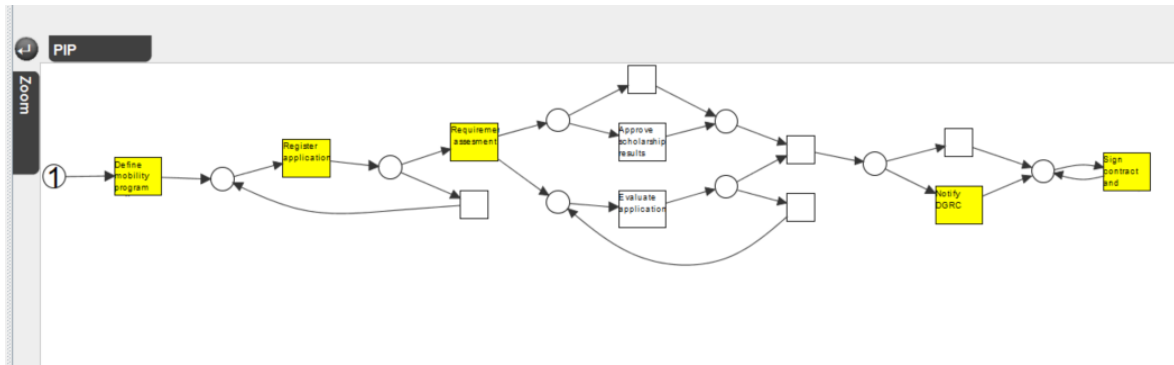 PIP
Zoom
1
Define
mobility
program
Register
application
Requiremen
assesment
Approve
scholarship
results
Evaluate
application
Notify
DGRC
Sign
contract
and